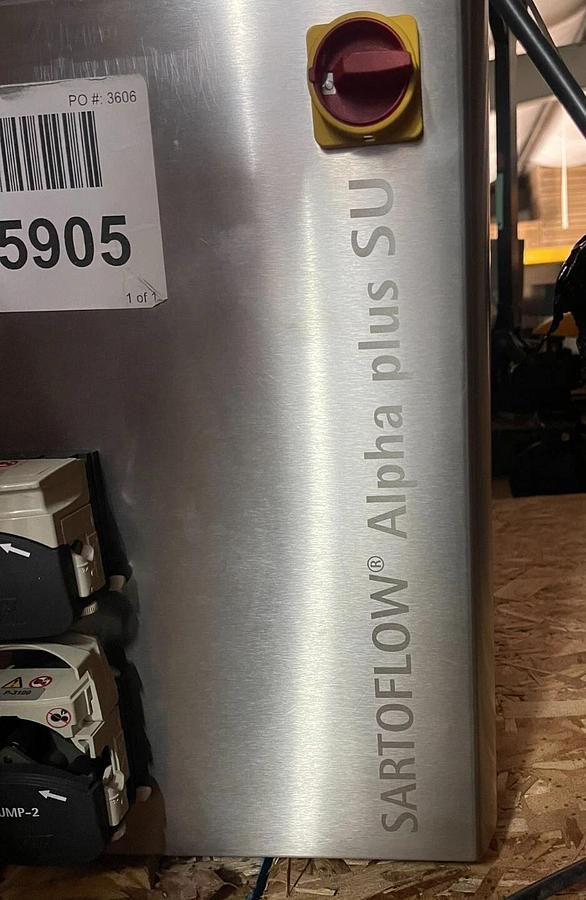 PO #: 3606
5905
1 of 1
SARTOFLOW® Alpha plus SU
P-3100
UMP-2